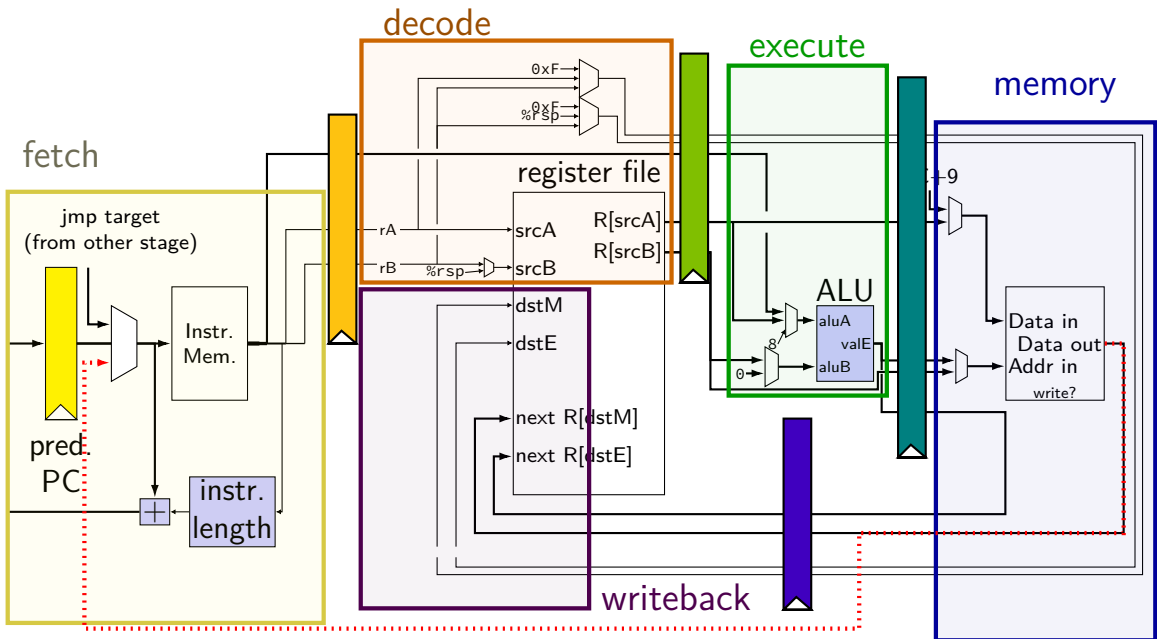 decode
execute
memory
fetch
writeback
0xF
0xF
%rsp
register file
jmp target
(from other stage)
rA
srcA
R[srcA]
R[srcB]
rB
%rsp
srcB
dstM
dstE
next R[dstM]
next R[dstE]
Instr.
Mem.
pred.
PC
+
instr.
length
ALU
aluA
valE
aluB
8
0
+9
Data in
Data out
Addr in
write?